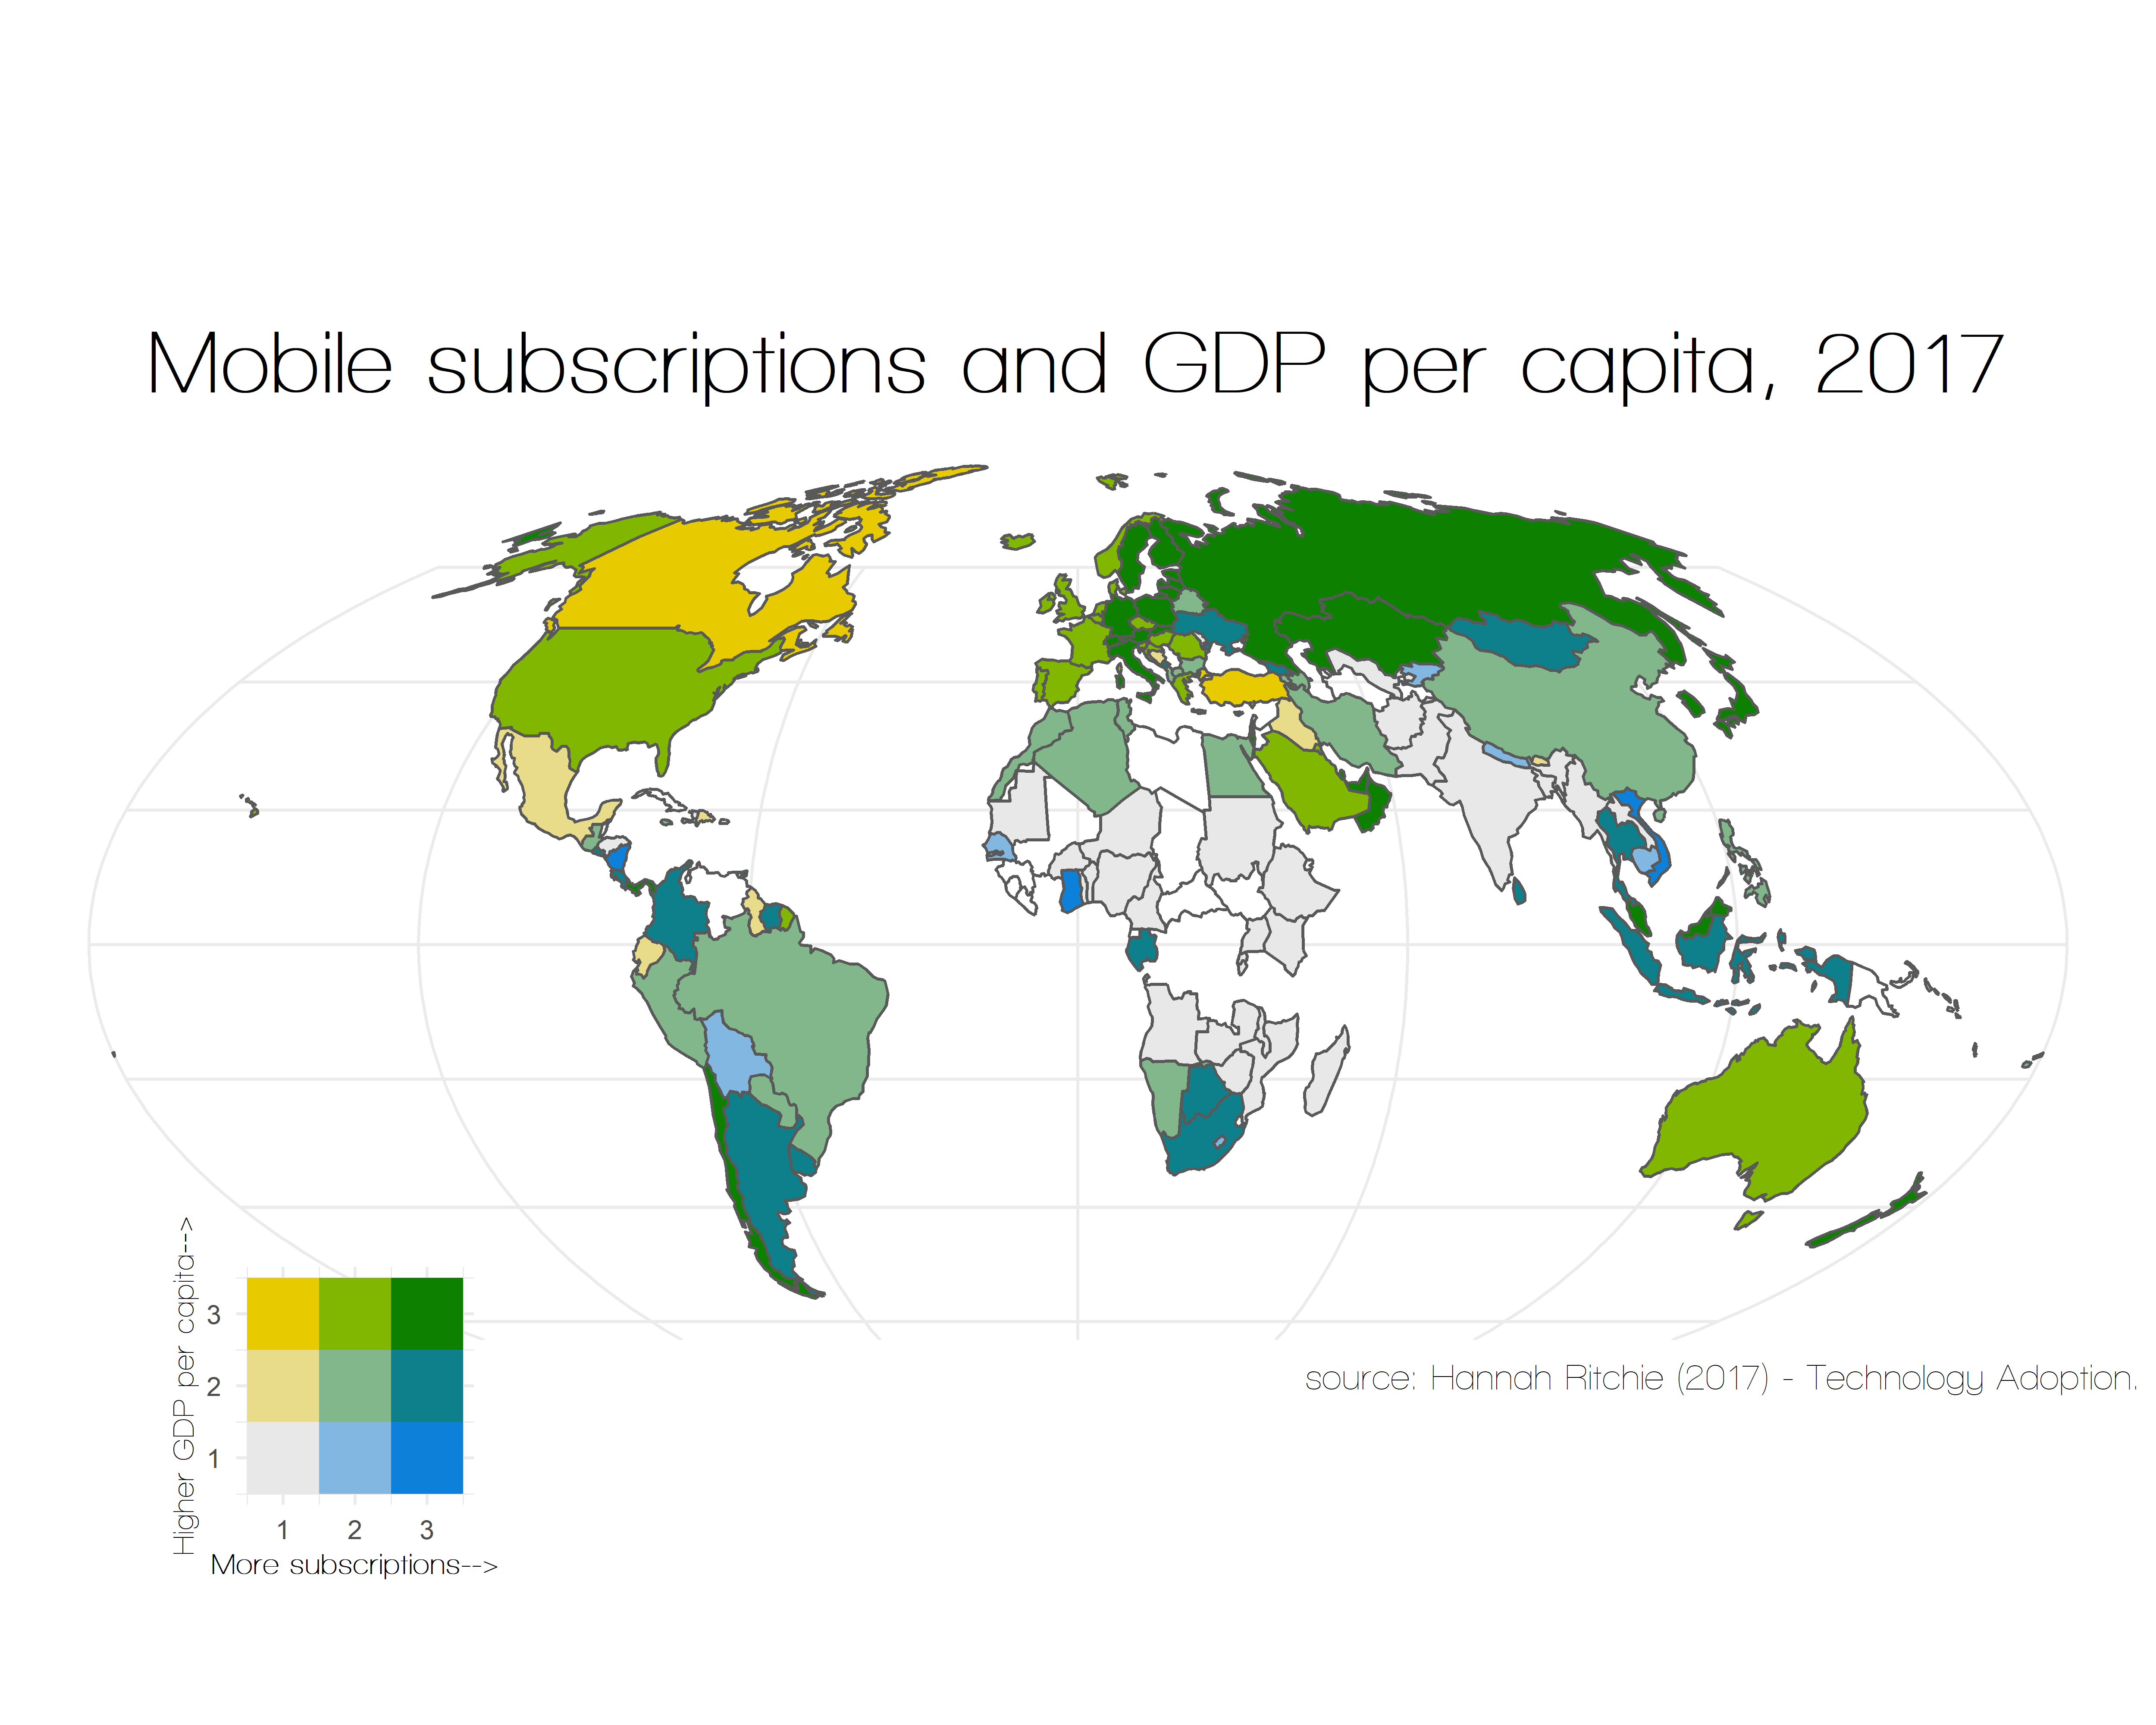 Mobile subscriptions and GDP per capita, 2017
Higher GDP per capita--->
3
2
1
1 2 3
More subscriptions-->
source: Hannah Ritchie (2017) - Technology Adoption.